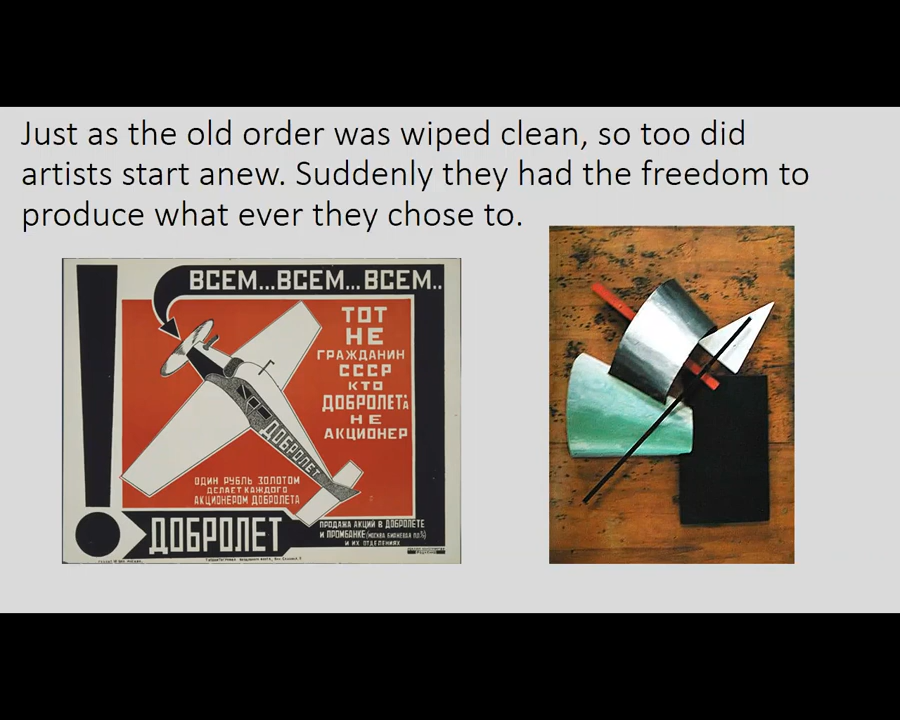 Just as the old order was wiped clean, so too did
artists start anew. Suddenly they had the freedom to
produce what ever they chose to.
ВСЕМ...ВСЕМ...ВСЕМ..
ТОТ
НЕ
ГРАЖДАНИН
СССР
КТО
ДОБРОЛЕТ'А
НЕ
АКЦИОНЕР
ДОБРОЛЕТ
ОДИН РУБЛЬ ЗОЛОТОМ
ДЕЛАЕТ КАЖДОГО
АКЦИОНЕРОМ ДОБРОЛЕТА
ДОБРОЛЕТ
ПРОДАЖА АКЦИЙ В ДОБРОЛЕТЕ
И ПРОМБАНКЕ (МОСКВА
И ИХ ОТДЕЛЕНИЯХ